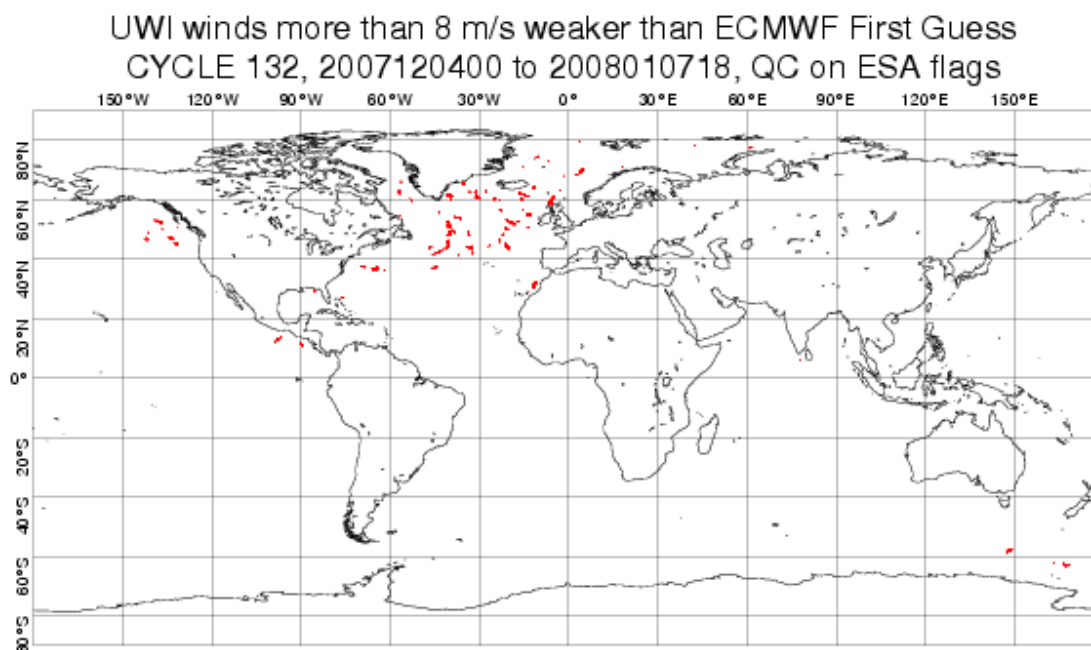 UWI winds more than 8 m/s weaker than ECMWF First Guess
CYCLE 132, 2007120400 to 2008010718, QC on ESA flags
150°W 120°W 90°W 60°W 30°W 0° 30°E 60°E 90°E 120°E 150°E
80°N
60°N
40°N
20°N
0°
20°S
40°S
60°S
80°S